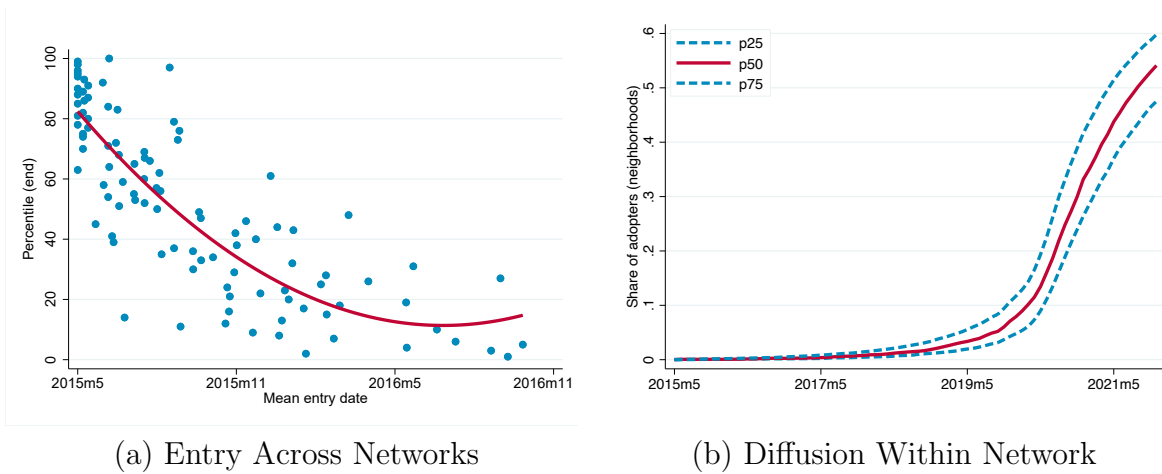 100
80
60
40
20
0
Percentile (end)
2015m5
2015m11
2016m5
2016m11
Mean entry date
(a) Entry Across Networks
p25
p50
p75
.6
.5
.4
.3
.2
.1
0
Share of adopters (neighborhoods)
2015m5
2017m5
2019m5
2021m5
(b) Diffusion Within Network